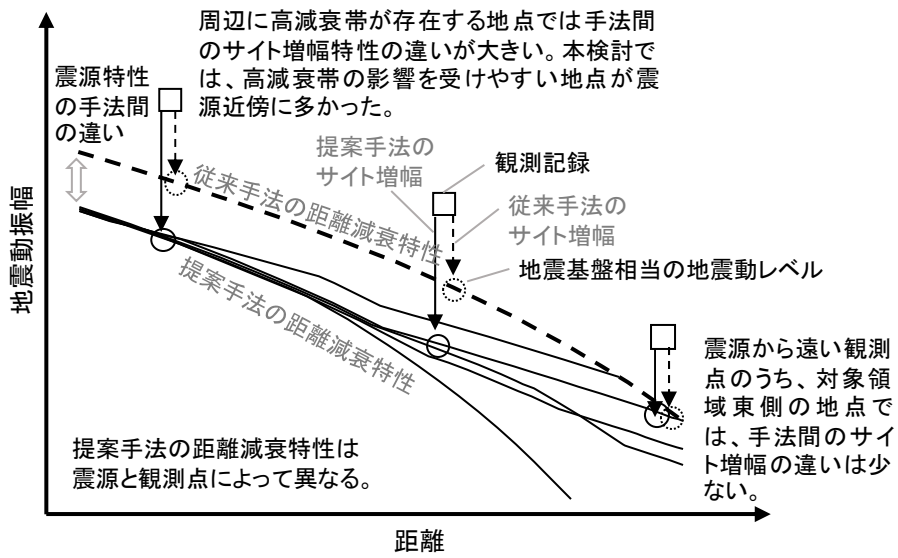 周辺に高減衰帯が存在する地点では手法間
のサイト増幅特性の違いが大きい。本検討で
は、高減衰帯の影響を受けやすい地点が震
源近傍に多かった。
震源特性
の手法間
の違い
提案手法の
サイト増幅
観測記録
従来手法の距離減衰特性
従来手法の
サイト増幅
地震基盤相当の地震動レベル
提案手法の距離減衰特性
地震動振幅
震源から遠い観測
点のうち、対象領
域東側の地点で
は、手法間のサイ
ト増幅の違いは少
ない。
提案手法の距離減衰特性は
震源と観測点によって異なる。
距離